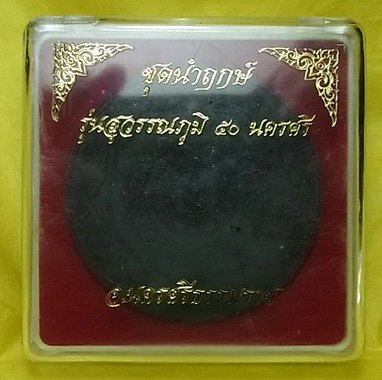 ชุดนำฤกษ์
รุ่นสุวรรณภูมิ ๕๐ นครศรี
จ.นครศรีธรรมราช